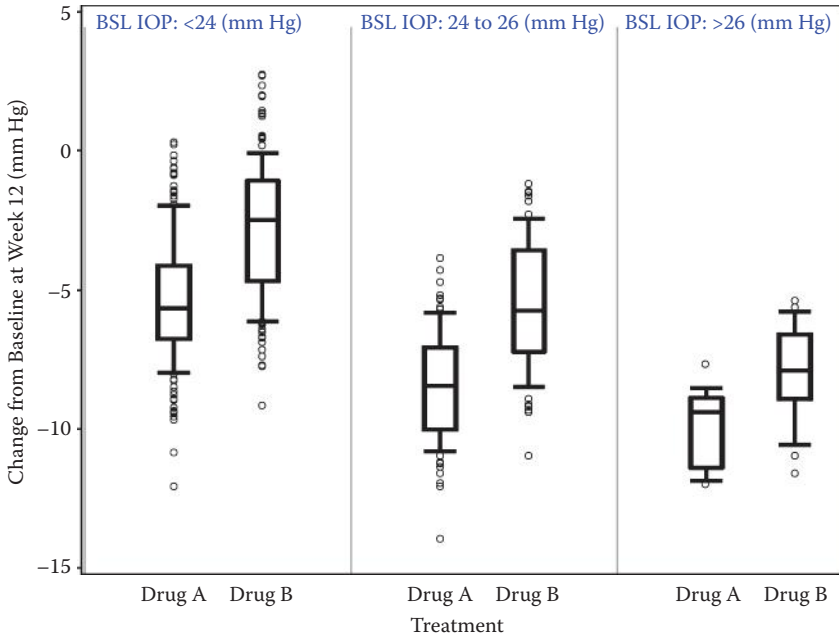 BSL IOP: <24 (mm Hg)
BSL IOP: 24 to 26 (mm Hg)
BSL IOP: >26 (mm Hg)
Change from Baseline at Week 12 (mm Hg)
5
0
−5
−10
−15
Drug A
Drug B
Drug A
Drug B
Drug A
Drug B
Treatment